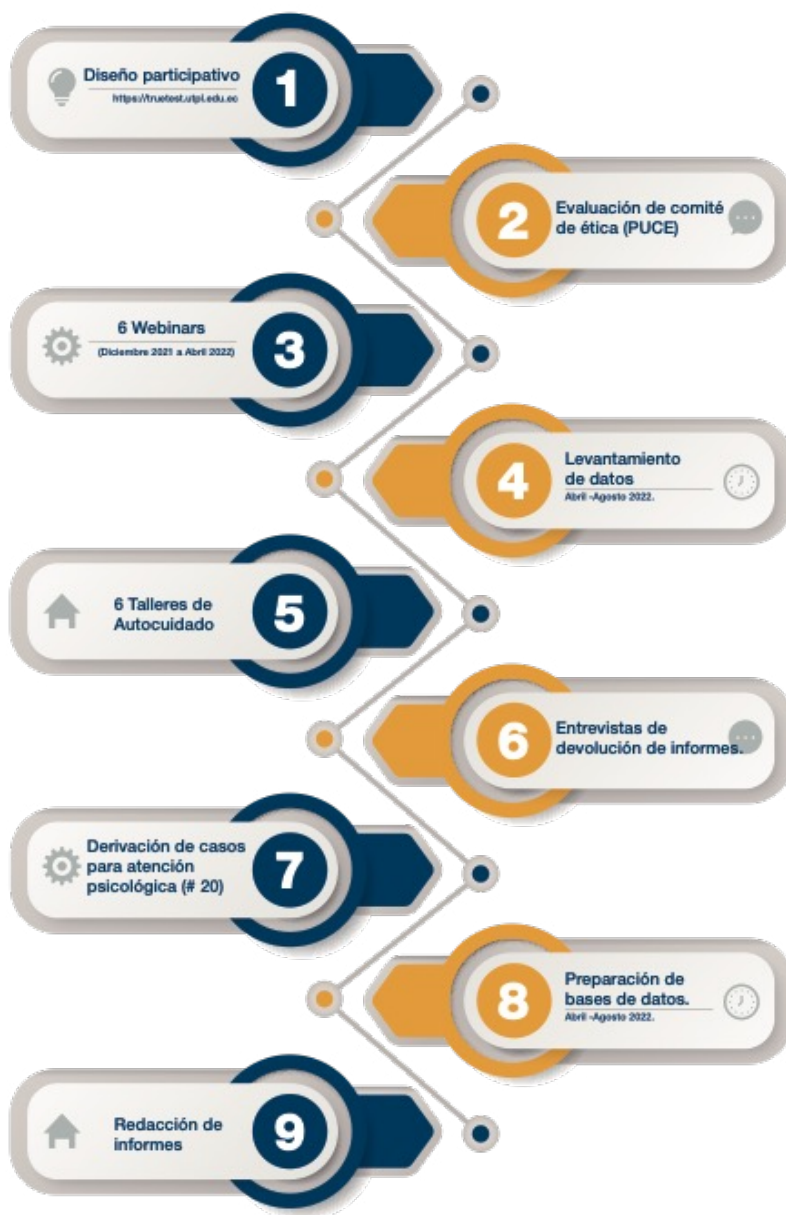 Diseño participativo
https://truetest.utpl.edu.ec
1
2
Evaluación de comité
de ética (PUCE)
6 Webinars
(Diciembre 2021 a Abril 2022)
3
4
Levantamiento
de datos
Abril -Agosto 2022.
6 Talleres de
Autocuidado
5
6
Entrevistas de
devolución de informes.
Derivación de casos
para atención
psicológica (# 20)
7
8
Preparación de
bases de datos.
Abril -Agosto 2022.
Redacción de
informes
9